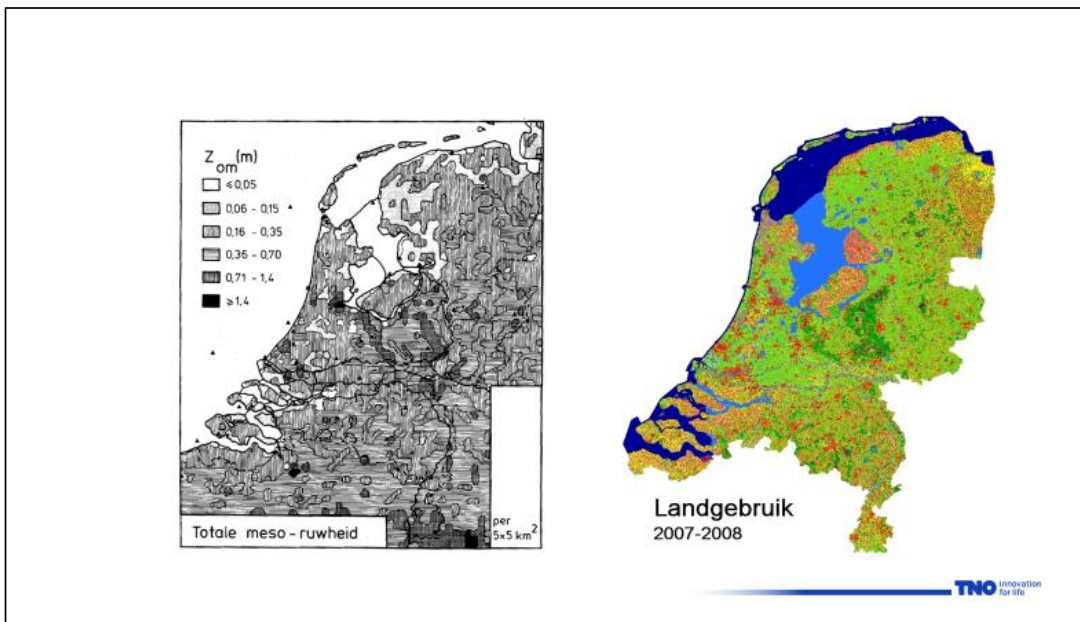 Zom(m)
≤0,05
0,06 - 0,15
0,16 - 0,35
0,36 - 0,70
0,71 - 1,4
≥1,4
Totale meso-ruwheid
per
5×5 km²
Landgebruik
2007-2008
TNO innovation
for life